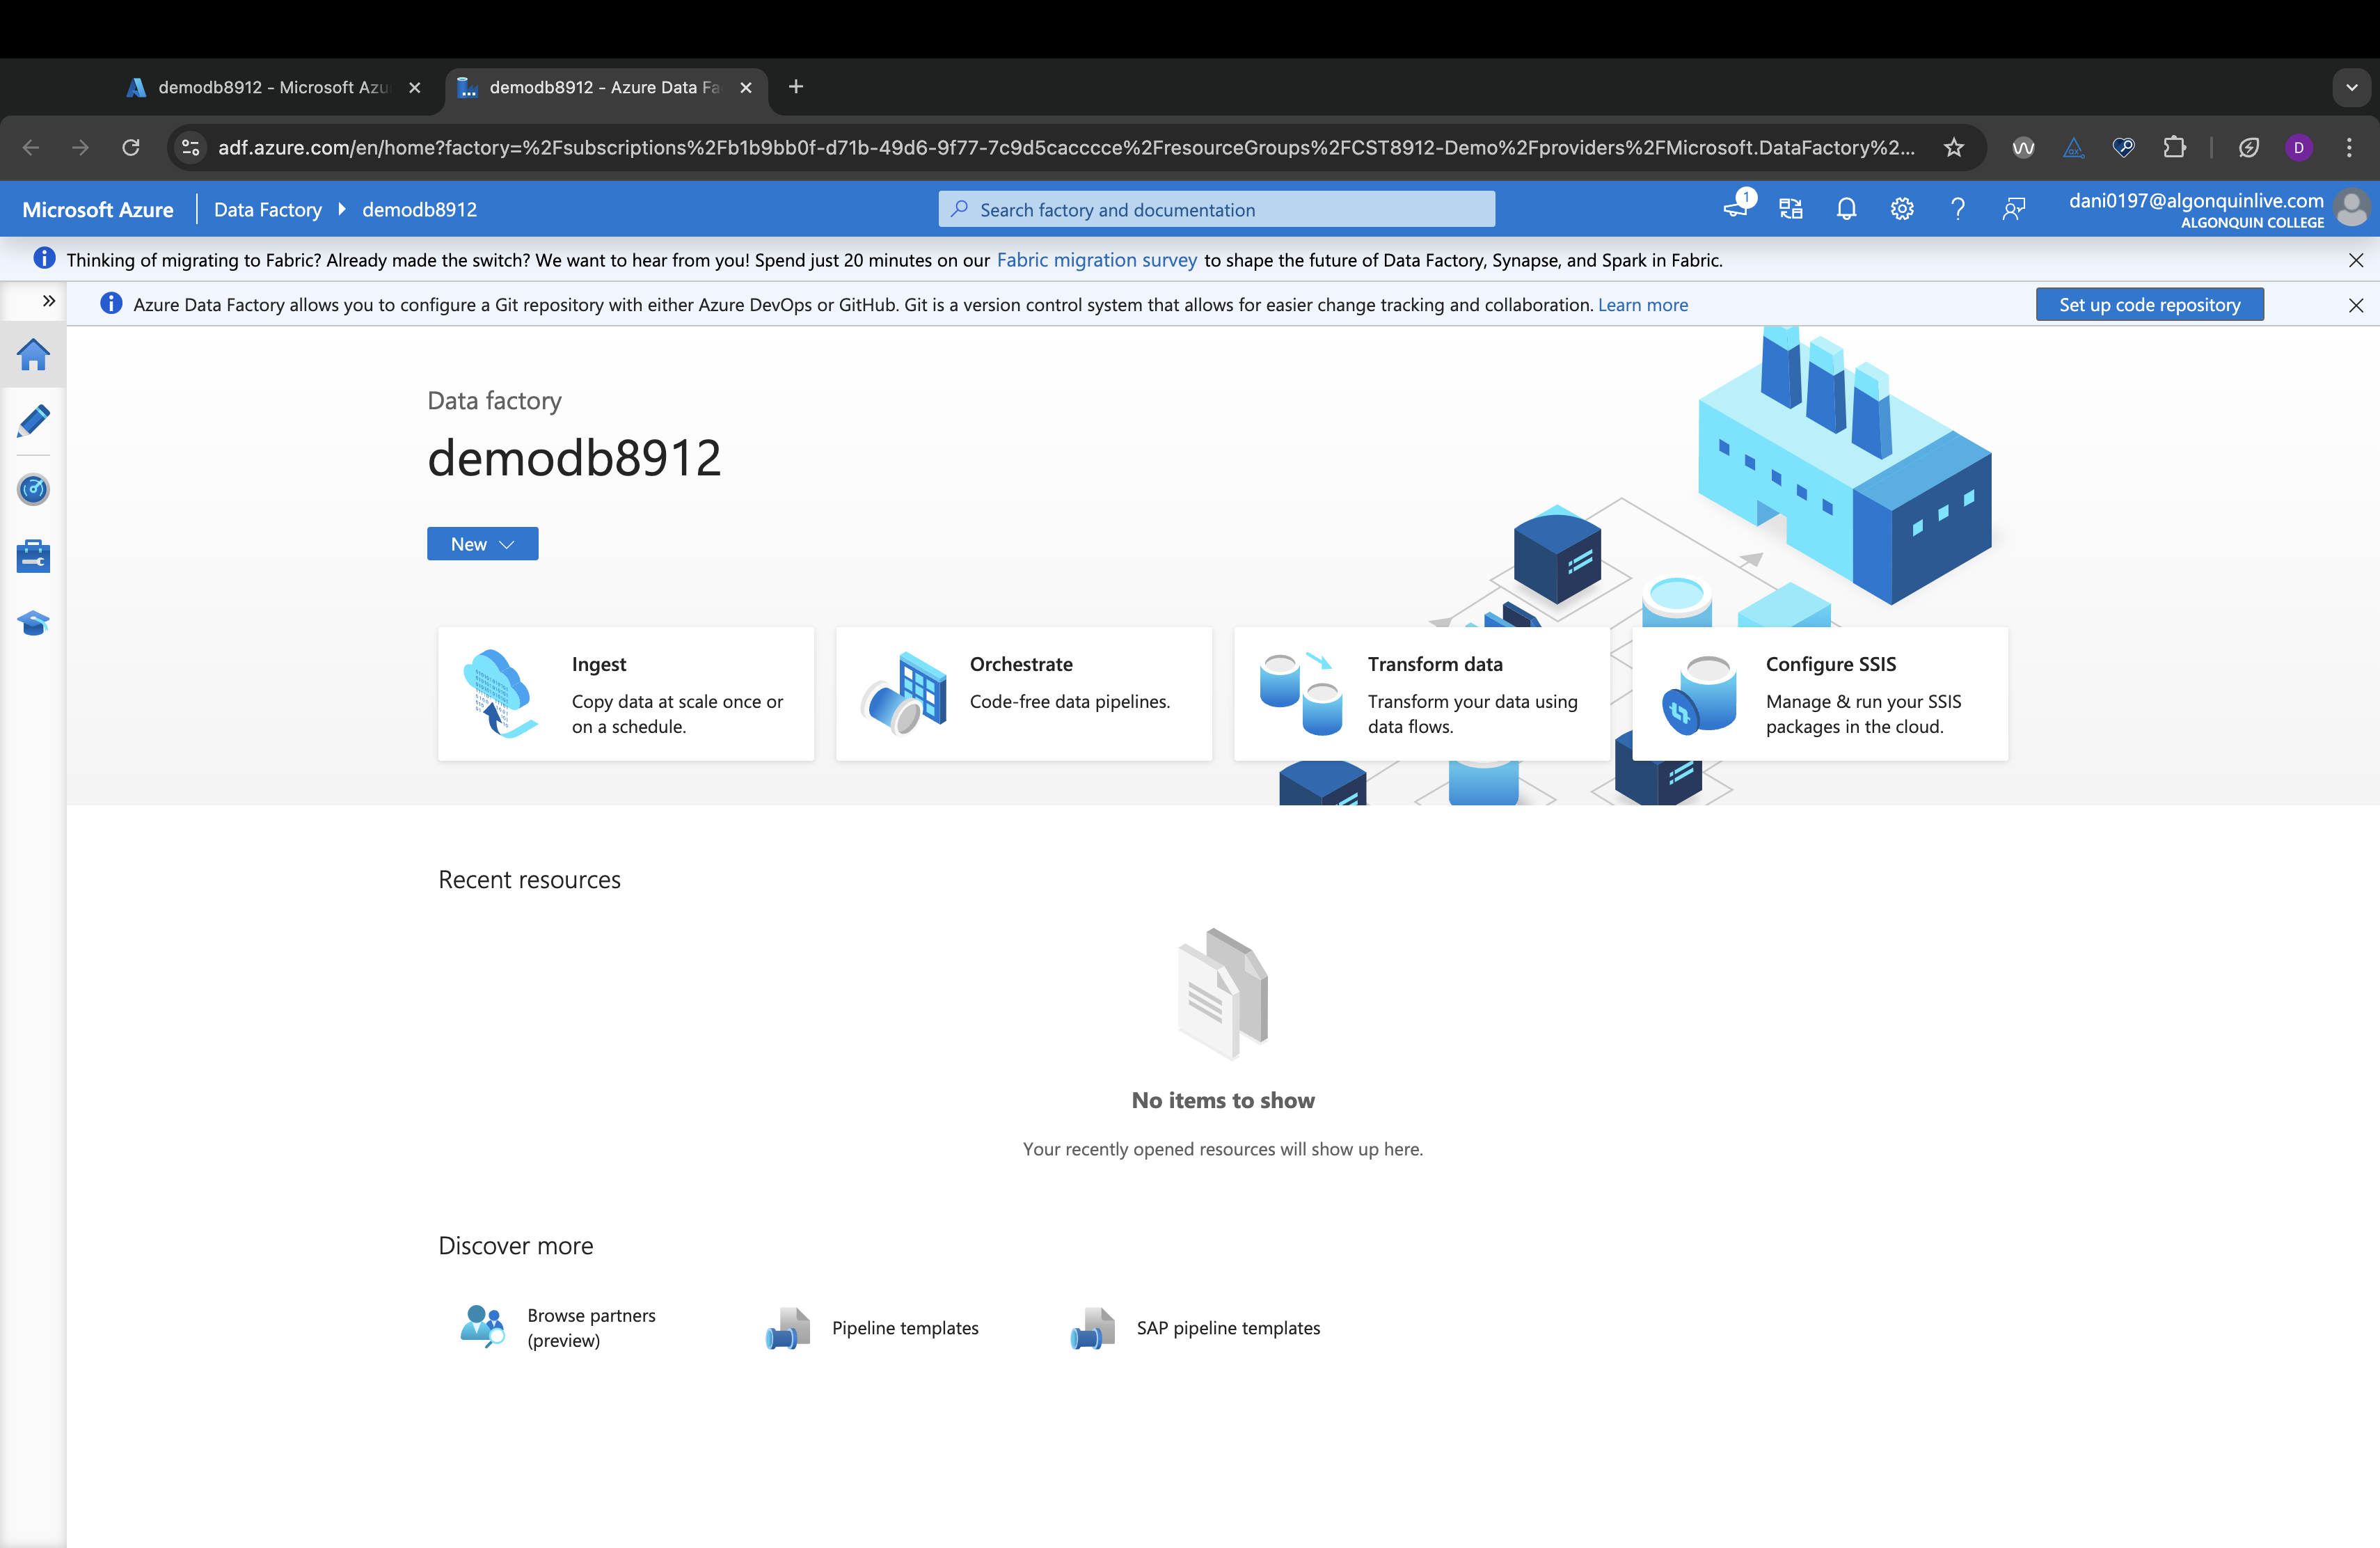 demodb8912 - Microsoft Azu
demodb8912 - Azure Data Fa
adf.azure.com/en/home?factory=%2Fsubscriptions%2Fb1b9bb0f-d71b-49d6-9f77-7c9d5cacccce%2FresourceGroups%2FCST8912-Demo%2Fproviders%2FMicrosoft.DataFactory%2...
D
Microsoft Azure
Data Factory
demodb8912
Search factory and documentation
1
dani0197@algonquinlive.com
ALGONQUIN COLLEGE
Thinking of migrating to Fabric? Already made the switch? We want to hear from you! Spend just 20 minutes on our Fabric migration survey to shape the future of Data Factory, Synapse, and Spark in Fabric.
Azure Data Factory allows you to configure a Git repository with either Azure DevOps or GitHub. Git is a version control system that allows for easier change tracking and collaboration. Learn more
Set up code repository
Data factory
demodb8912
New
Ingest
Copy data at scale once or
on a schedule.
Orchestrate
Code-free data pipelines.
Transform data
Transform your data using
data flows.
Configure SSIS
Manage & run your SSIS
packages in the cloud.
Recent resources
No items to show
Your recently opened resources will show up here.
Discover more
Browse partners
(preview)
Pipeline templates
SAP pipeline templates